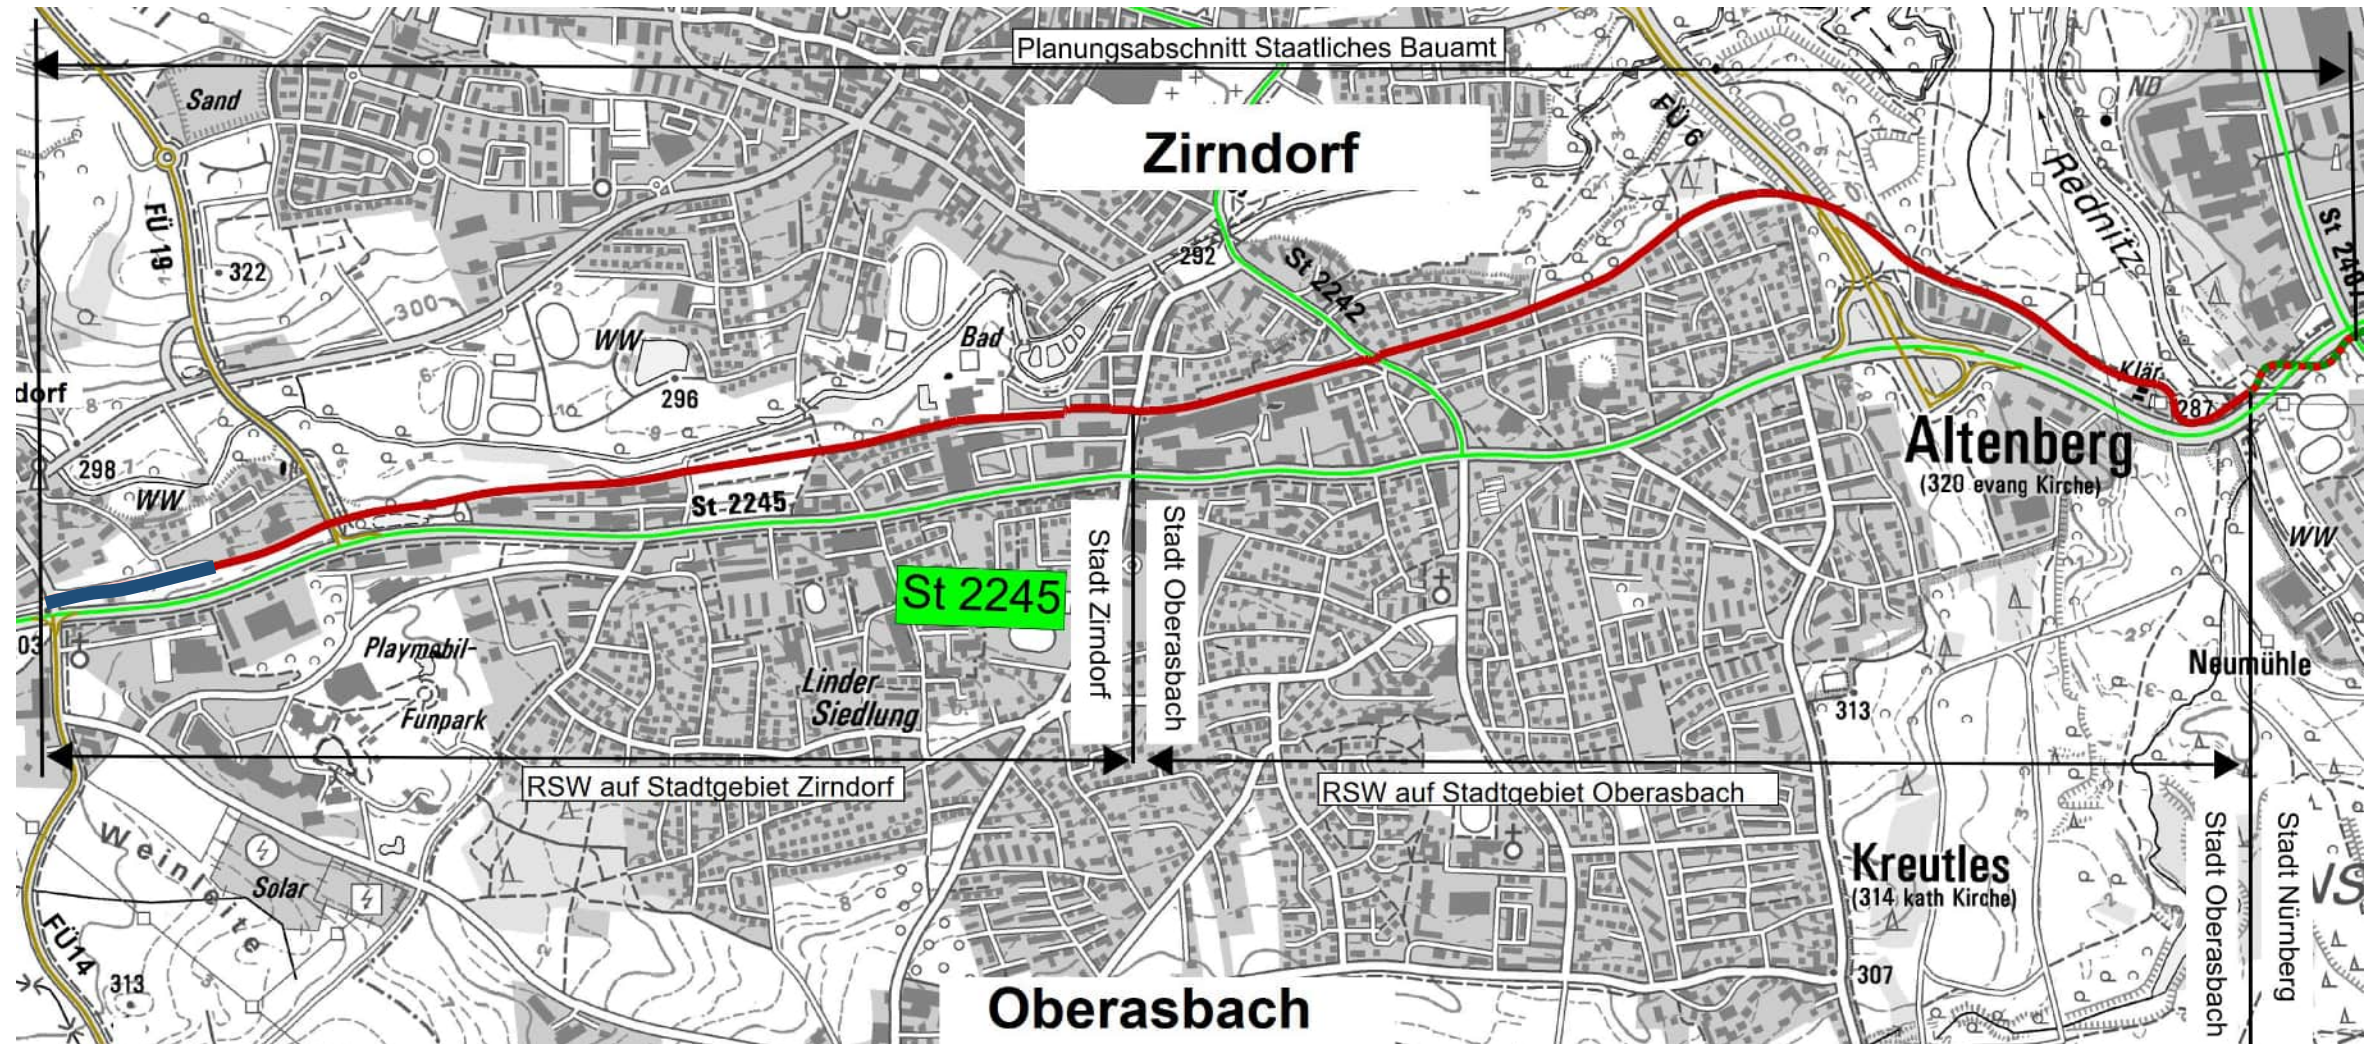 Planungsabschnitt Staatliches Bauamt
Sand
ND
Zirndorf
FÜ 6
Rednitz
FÜ 19
322
300
292
St 2242
St 2481
WW
Bad
296
dorf
Klär
287
298
WW
St 2245
Altenberg
(320 evang Kirche)
WW
Stadt Zirndorf
Stadt Oberasbach
St 2245
03
Playmobil-
Funpark
Linder
Siedlung
Neumühle
313
RSW auf Stadtgebiet Zirndorf
RSW auf Stadtgebiet Oberasbach
Weinleite
Solar
Kreutles
(314 kath Kirche)
Stadt Oberasbach
Stadt Nürnberg
FÜ14
313
307
Oberasbach